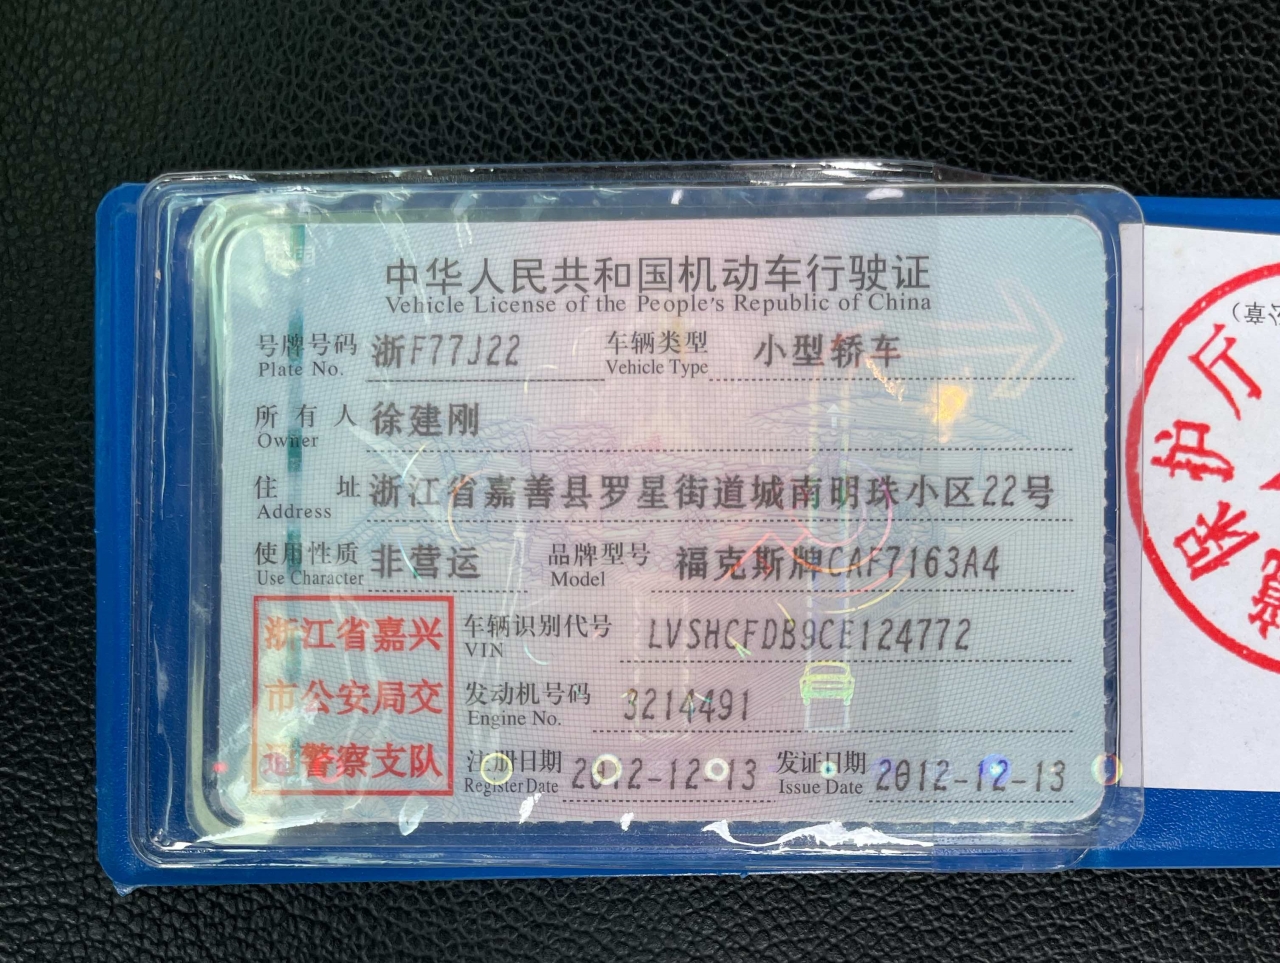 中华人民共和国机动车行驶证
Vehicle License of the People's Republic of China
号牌号码 浙F77J22 车辆类型 小型轿车
Plate No. Vehicle Type
所有人 徐建刚
Owner
住址 浙江省嘉善县罗星街道城南明珠小区22号
Address
使用性质 非营运 品牌型号 福克斯牌CAF7163A4
Use Character Model
浙江省嘉兴
市公安局交
通警察支队
车辆识别代号 LVSHCFDB9CE124772
VIN
发动机号码 3214491
Engine No.
注册日期 2012-12-13 发证日期 2012-12-13
Register Date Issue Date
护厅